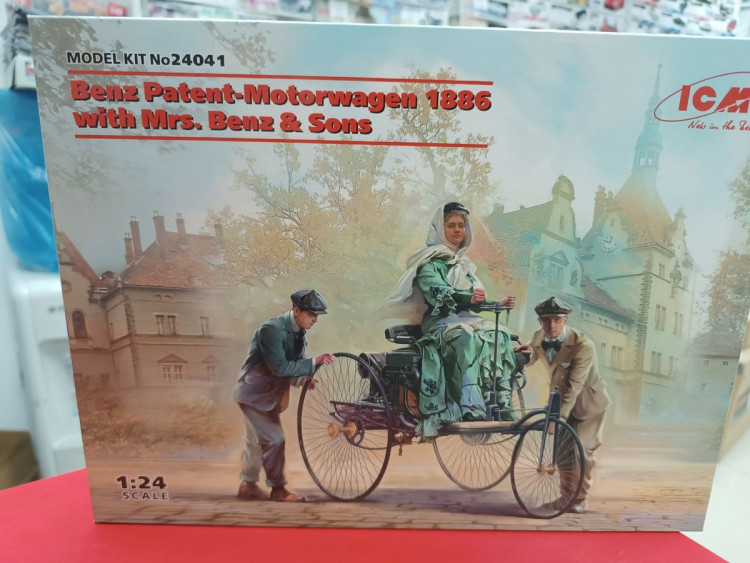 MODEL KIT No24041
Benz Patent-Motorwagen 1886
with Mrs. Benz & Sons
ICM
1:24
SCALE